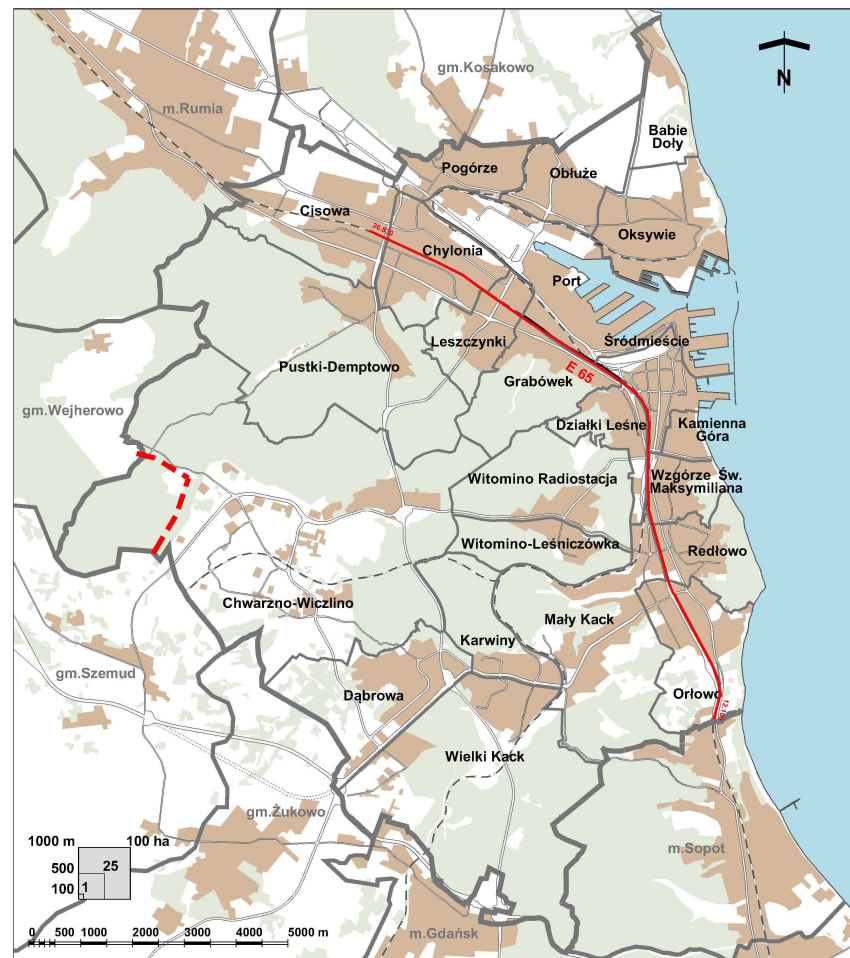 gm.Kosakowo
N
m.Rumia
Babie
Doły
Pogórze
Obłuże
Cisowa
26.830
Oksywie
Chylonia
Port
Leszczynki
Śródmieście
Pustki-Demptowo
E 65
Grabówek
gm.Wejherowo
Działki Leśne
Kamienna
Góra
Witomino Radiostacja
Wzgórze Św.
Maksymiliana
Witomino-Leśniczówka
Redłowo
Chwarzno-Wiczlino
Mały Kack
Karwiny
gm.Szemud
Dąbrowa
Orłowo
Wielki Kack
gm.Żukowo
1000 m
100 ha
m.Sopot
500
25
100
1
0 500 1000 2000 3000 4000 5000 m
m.Gdańsk